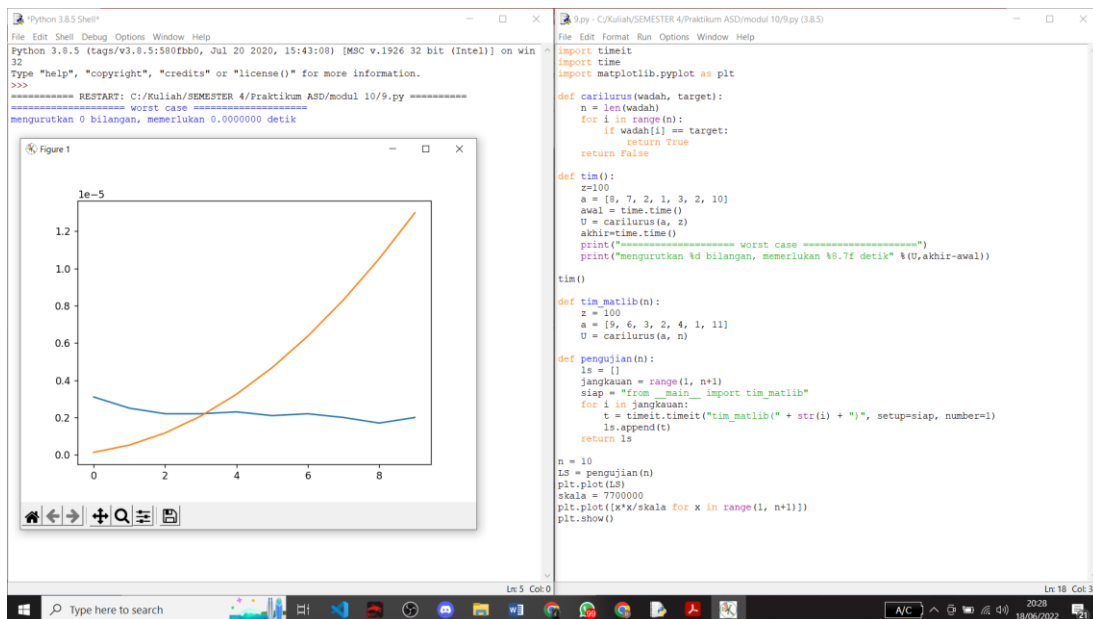 *Python 3.8.5 Shell*
File Edit Shell Debug Options Window Help
Python 3.8.5 (tags/v3.8.5:580fbb0, Jul 20 2020, 15:43:08) [MSC v.1926 32 bit (Intel)] on win
32
Type "help", "copyright", "credits" or "license()" for more information.
>>>
=========== RESTART: C:/Kuliah/SEMESTER 4/Praktikum ASD/modul 10/9.py ==========
==================== worst case ====================
mengurutkan 0 bilangan, memerlukan 0.0000000 detik
Figure 1
1e-5
1.2
1.0
0.8
0.6
0.4
0.2
0.0
0 2 4 6 8
Ln: 5 Col: 0
9.py - C:/Kuliah/SEMESTER 4/Praktikum ASD/modul 10/9.py (3.8.5)
File Edit Format Run Options Window Help
import timeit
import time
import matplotlib.pyplot as plt
def carilurus(wadah, target):
    n = len(wadah)
    for i in range(n):
        if wadah[i] == target:
            return True
    return False
def tim():
    z=100
    a = [8, 7, 2, 1, 3, 2, 10]
    awal = time.time()
    U = carilurus(a, z)
    akhir=time.time()
    print("==================== worst case ====================")
    print("mengurutkan %d bilangan, memerlukan %8.7f detik" %(U,akhir-awal))
tim()
def tim_matlib(n):
    z = 100
    a = [9, 6, 3, 2, 4, 1, 11]
    U = carilurus(a, n)
def pengujian(n):
    ls = []
    jangkauan = range(1, n+1)
    siap = "from __main__ import tim_matlib"
    for i in jangkauan:
        t = timeit.timeit("tim_matlib(" + str(i) + ")", setup=siap, number=1)
        ls.append(t)
    return ls
n = 10
LS = pengujian(n)
plt.plot(LS)
skala = 7700000
plt.plot([x*x/skala for x in range(1, n+1)])
plt.show()
Ln: 18 Col: 3
Type here to search
A/C
20:28
18/06/2022